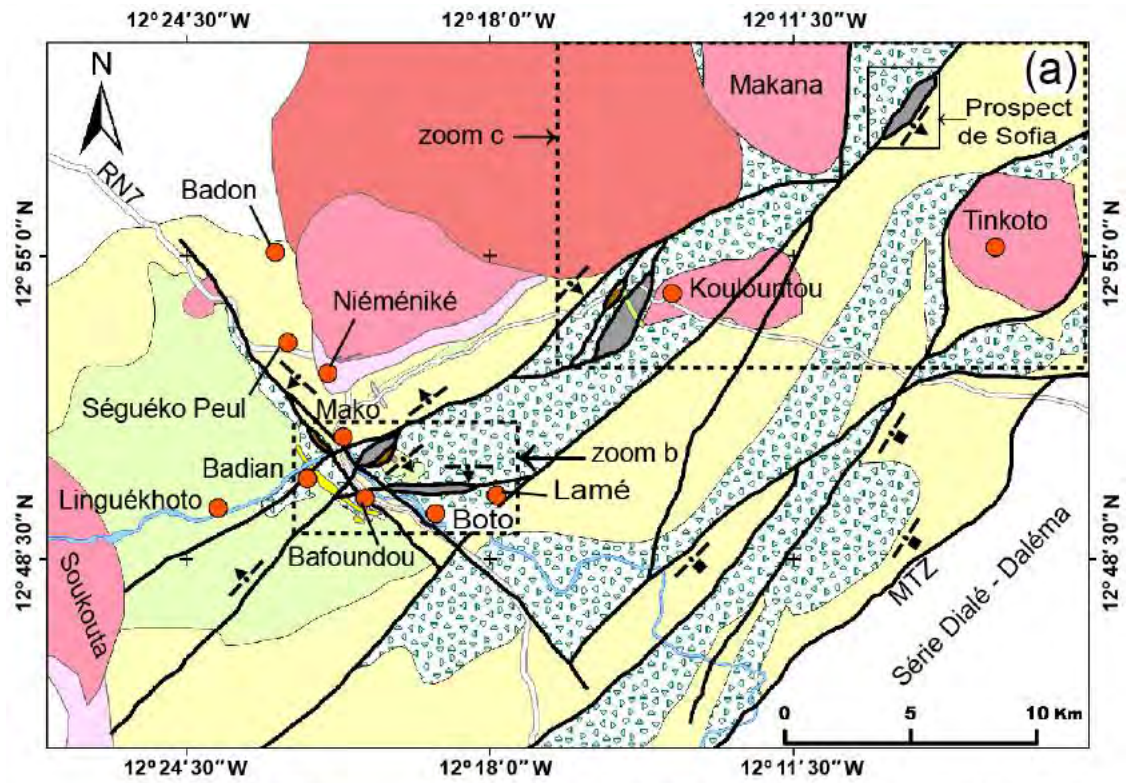 12° 24'30"W
12° 18' 0"W
12° 11'30"W
N
(a)
Makana
zoom c
Prospect
de Sofia
RN7
Badon
Tinkoto
12° 55' 0" N
12° 55' 0" N
Niéméniké
Koulountou
Séguéko Peul
Mako
zoom b
Badian
Lamé
Linguékhoto
Boto
Bafoundou
12° 48'30" N
12° 48'30" N
Soukouta
MTZ
Série Dialé - Daléma
0
5
10 Km
12° 24'30"W
12° 18' 0"W
12° 11'30"W